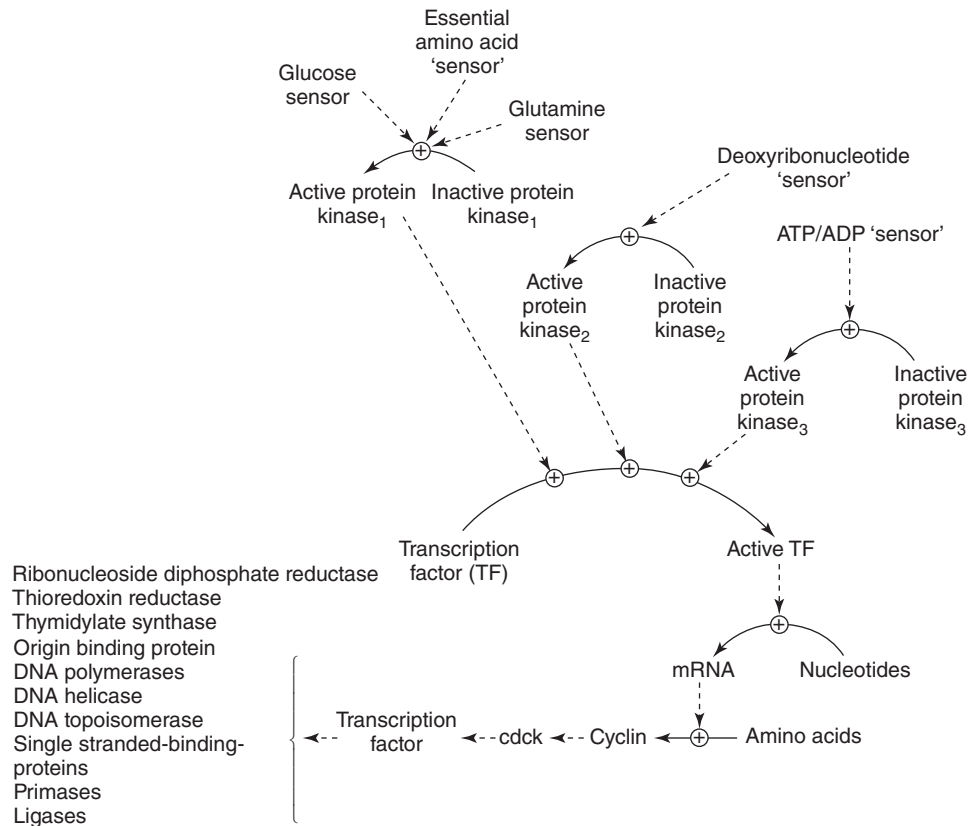 Essential
amino acid
‘sensor’
Glucose
sensor
Glutamine
sensor
Deoxyribonucleotide
‘sensor’
Active protein
kinase1
Inactive protein
kinase1
ATP/ADP ‘sensor’
Active
protein
kinase2
Inactive
protein
kinase2
Active
protein
kinase3
Inactive
protein
kinase3
Transcription
factor (TF)
Active TF
Ribonucleoside diphosphate reductase
Thioredoxin reductase
Thymidylate synthase
Origin binding protein
DNA polymerases
DNA helicase
DNA topoisomerase
Single stranded-binding-
proteins
Primases
Ligases
mRNA
Nucleotides
Transcription
factor
cdck
Cyclin
Amino acids